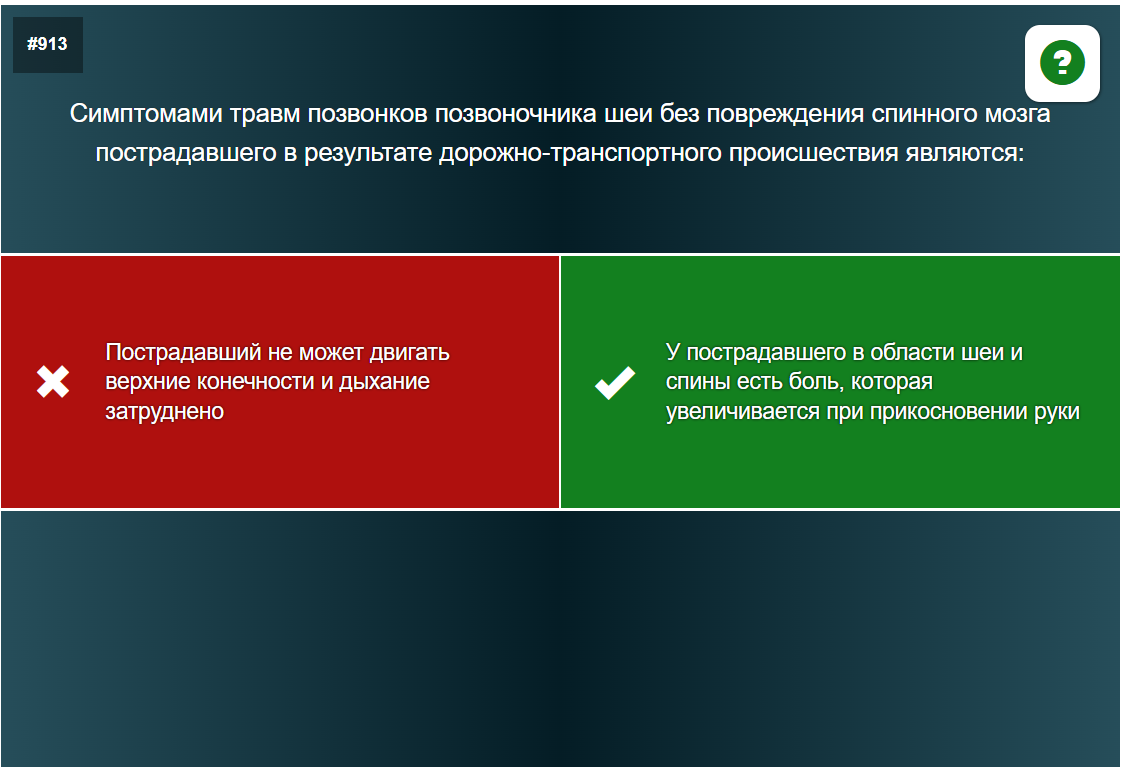 #913
?
Симптомами травм позвонков позвоночника шеи без повреждения спинного мозга
пострадавшего в результате дорожно-транспортного происшествия являются:
Пострадавший не может двигать
верхние конечности и дыхание
затруднено
У пострадавшего в области шеи и
спины есть боль, которая
увеличивается при прикосновении руки